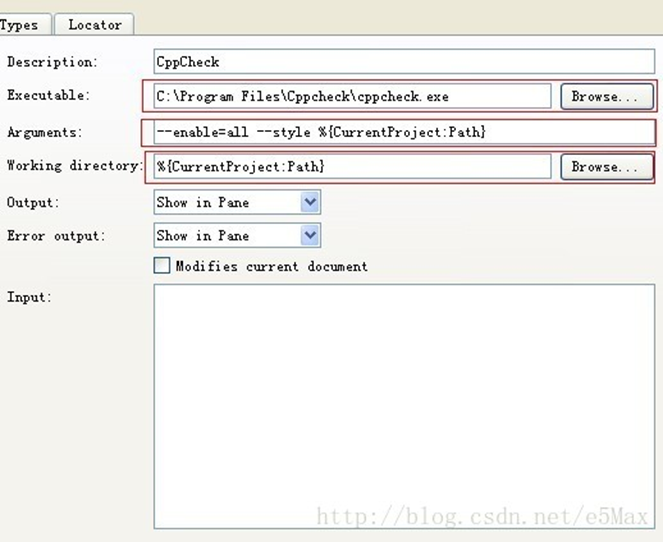 Types Locator
Description: CppCheck
Executable: C:\Program Files\Cppcheck\cppcheck.exe Browse...
Arguments: --enable=all --style %{CurrentProject:Path}
Working directory: %{CurrentProject:Path} Browse...
Output: Show in Pane
Error output: Show in Pane
Modifies current document
Input:
http://blog.csdn.net/e5Max